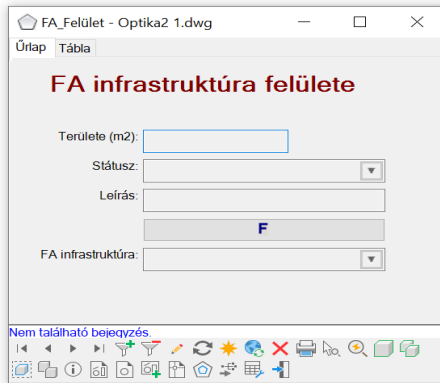 FA_Felület - Optika2 1.dwg
Űrlap Tábla
FA infrastruktúra felülete
Területe (m2):
Státusz:
Leírás:
F
FA infrastruktúra:
Nem található bejegyzés.